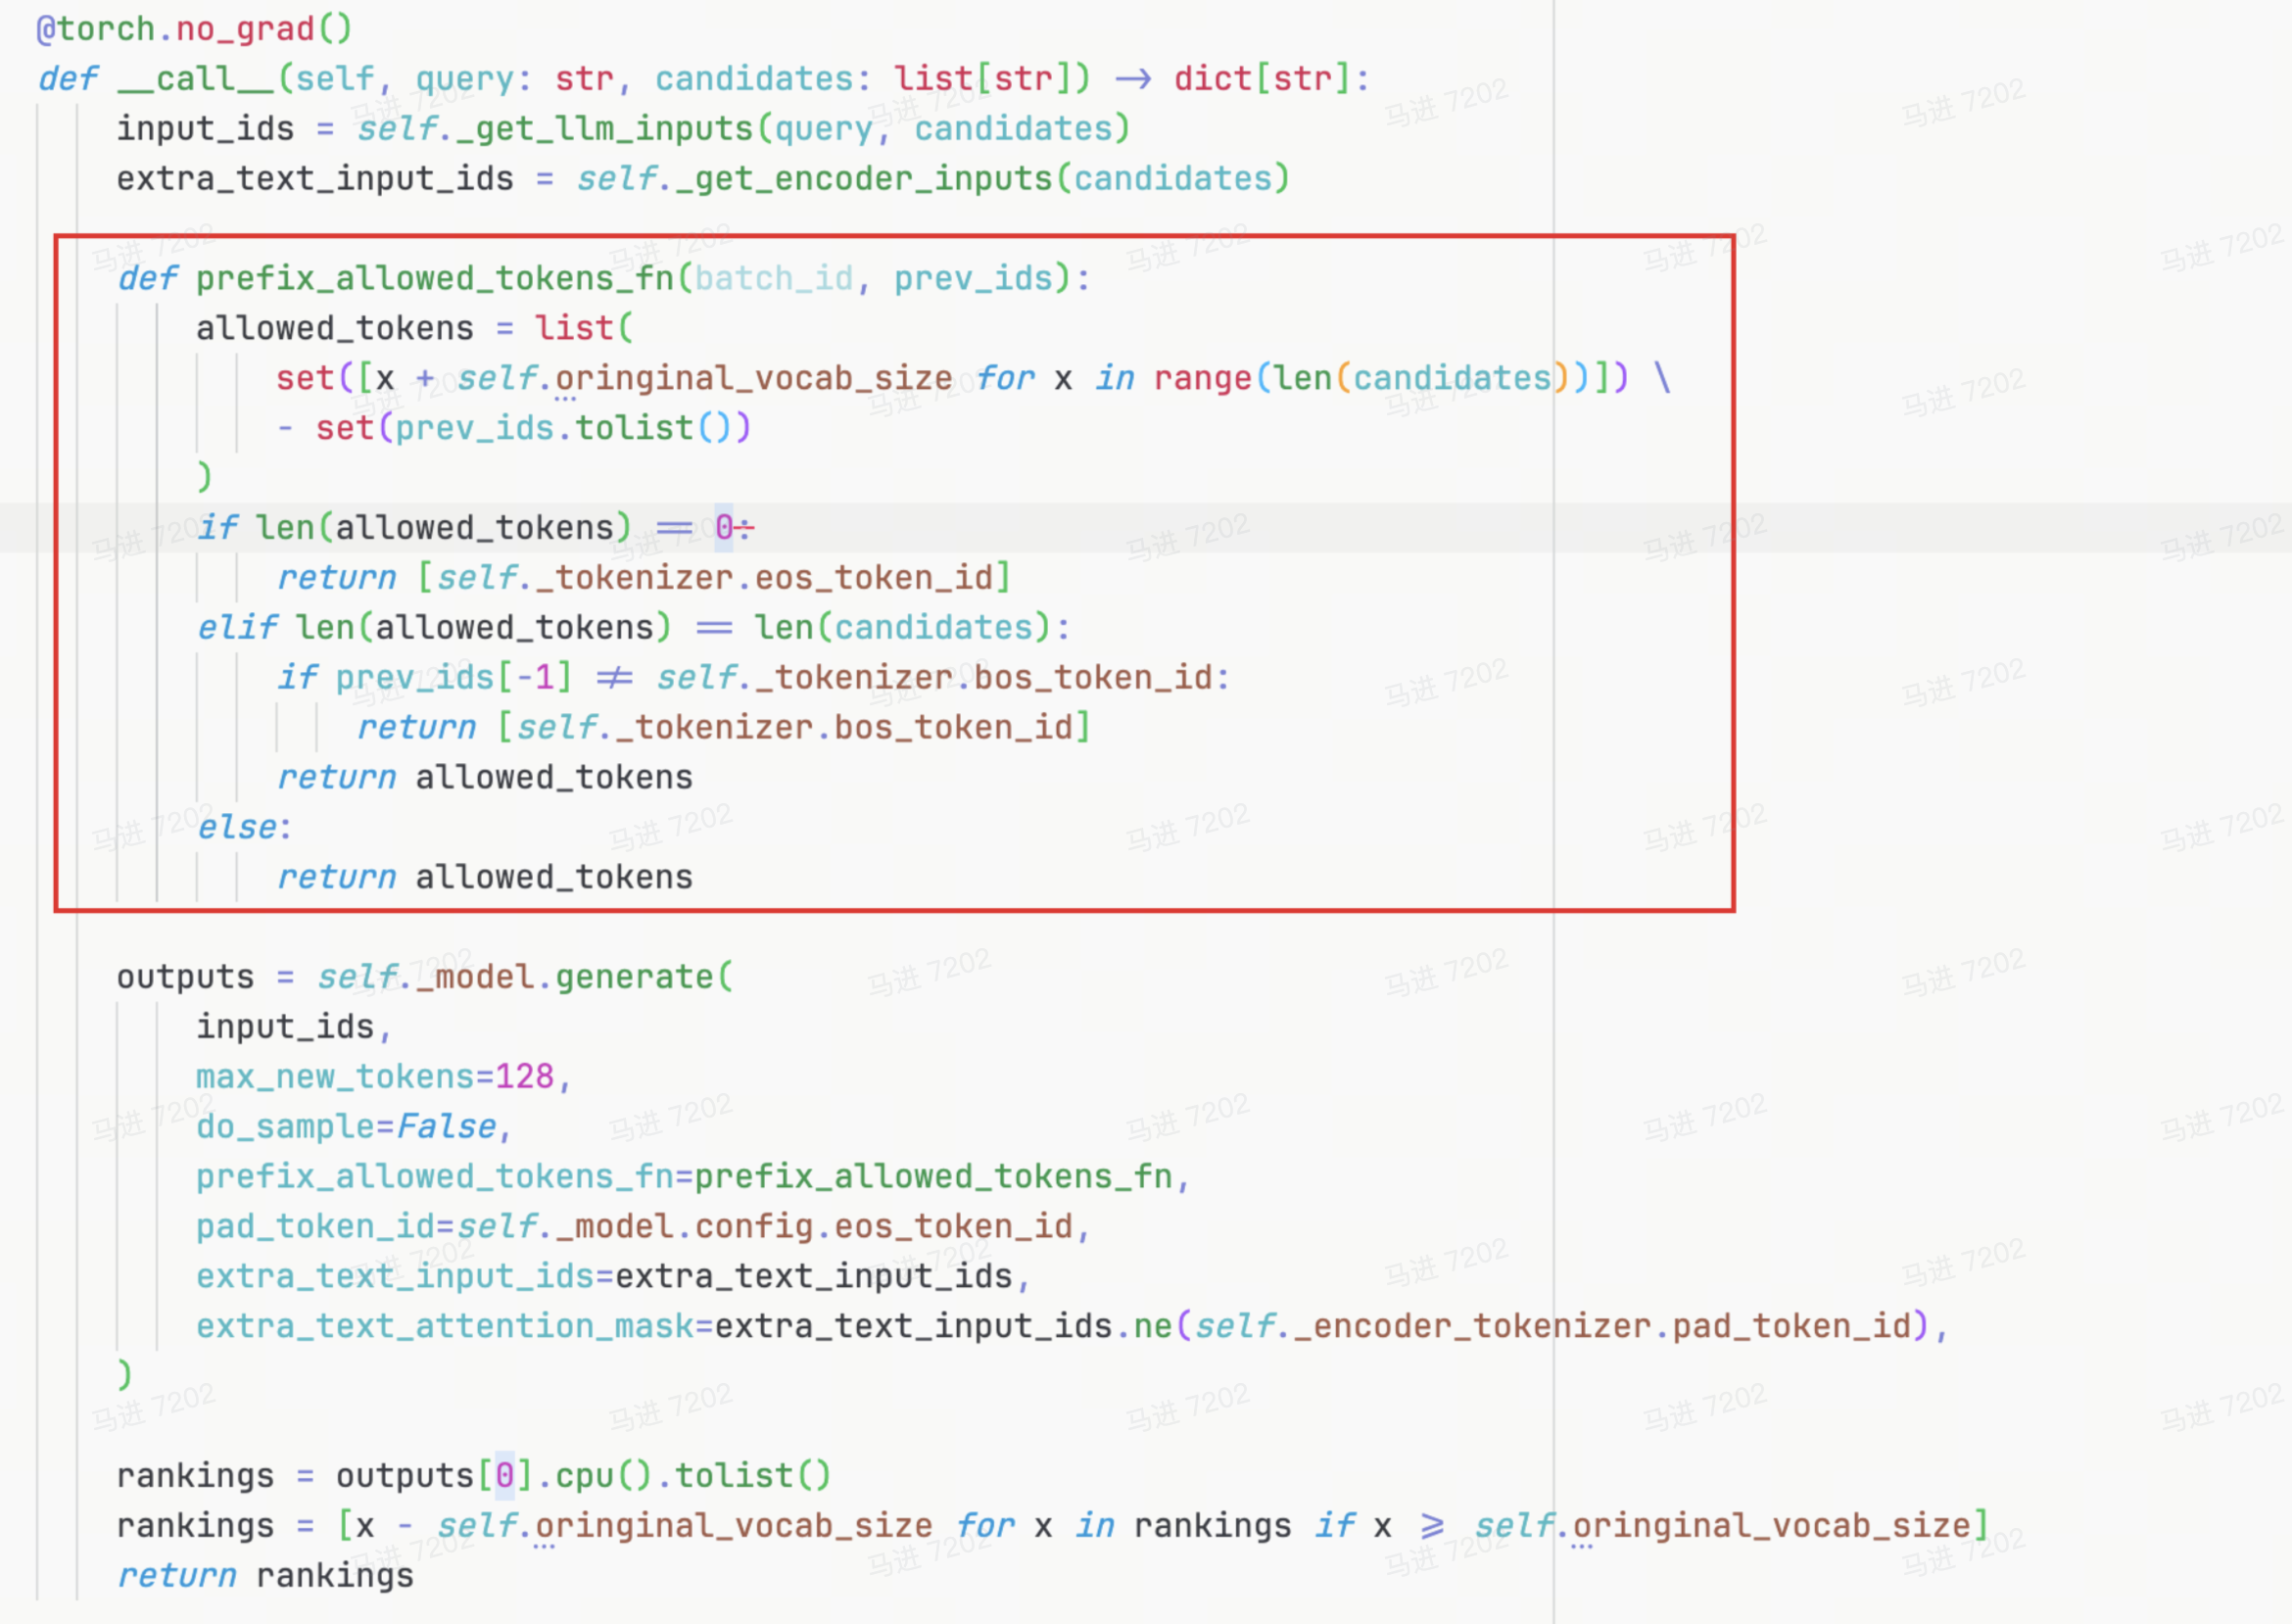 @torch.no_grad()
def __call__(self, query: str, candidates: list[str]) → dict[str]:
    input_ids = self._get_llm_inputs(query, candidates)
    extra_text_input_ids = self._get_encoder_inputs(candidates)

    def prefix_allowed_tokens_fn(batch_id, prev_ids):
        allowed_tokens = list(
            set([x + self.oringinal_vocab_size for x in range(len(candidates))]) \
            - set(prev_ids.tolist())
        )
        if len(allowed_tokens) == 0:
            return [self._tokenizer.eos_token_id]
        elif len(allowed_tokens) == len(candidates):
            if prev_ids[-1] ≠ self._tokenizer.bos_token_id:
                return [self._tokenizer.bos_token_id]
            return allowed_tokens
        else:
            return allowed_tokens

    outputs = self._model.generate(
        input_ids,
        max_new_tokens=128,
        do_sample=False,
        prefix_allowed_tokens_fn=prefix_allowed_tokens_fn,
        pad_token_id=self._model.config.eos_token_id,
        extra_text_input_ids=extra_text_input_ids,
        extra_text_attention_mask=extra_text_input_ids.ne(self._encoder_tokenizer.pad_token_id),
    )

    rankings = outputs[0].cpu().tolist()
    rankings = [x - self.oringinal_vocab_size for x in rankings if x ⩾ self.oringinal_vocab_size]
    return rankings
马进 7202